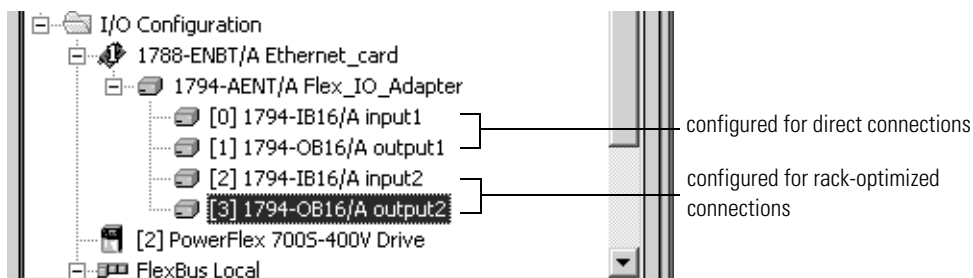 I/O Configuration
1788-ENBT/A Ethernet_card
1794-AENT/A Flex_IO_Adapter
[0] 1794-IB16/A input1
[1] 1794-OB16/A output1
configured for direct connections
[2] 1794-IB16/A input2
[3] 1794-OB16/A output2
configured for rack-optimized
connections
[2] PowerFlex 700S-400V Drive
FlexBus Local